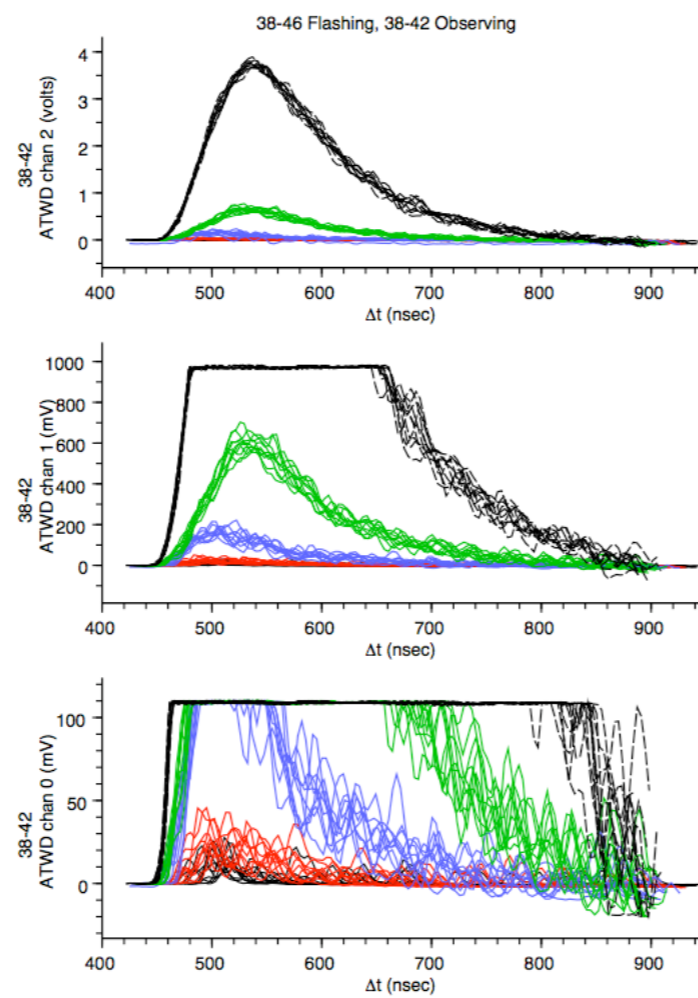 38-46 Flashing, 38-42 Observing
38-42
ATWD chan 2 (volts)
4
3
2
1
0
400 500 600 700 800 900
Δt (nsec)
38-42
ATWD chan 1 (mV)
1000
800
600
400
200
0
400 500 600 700 800 900
Δt (nsec)
38-42
ATWD chan 0 (mV)
100
50
0
400 500 600 700 800 900
Δt (nsec)